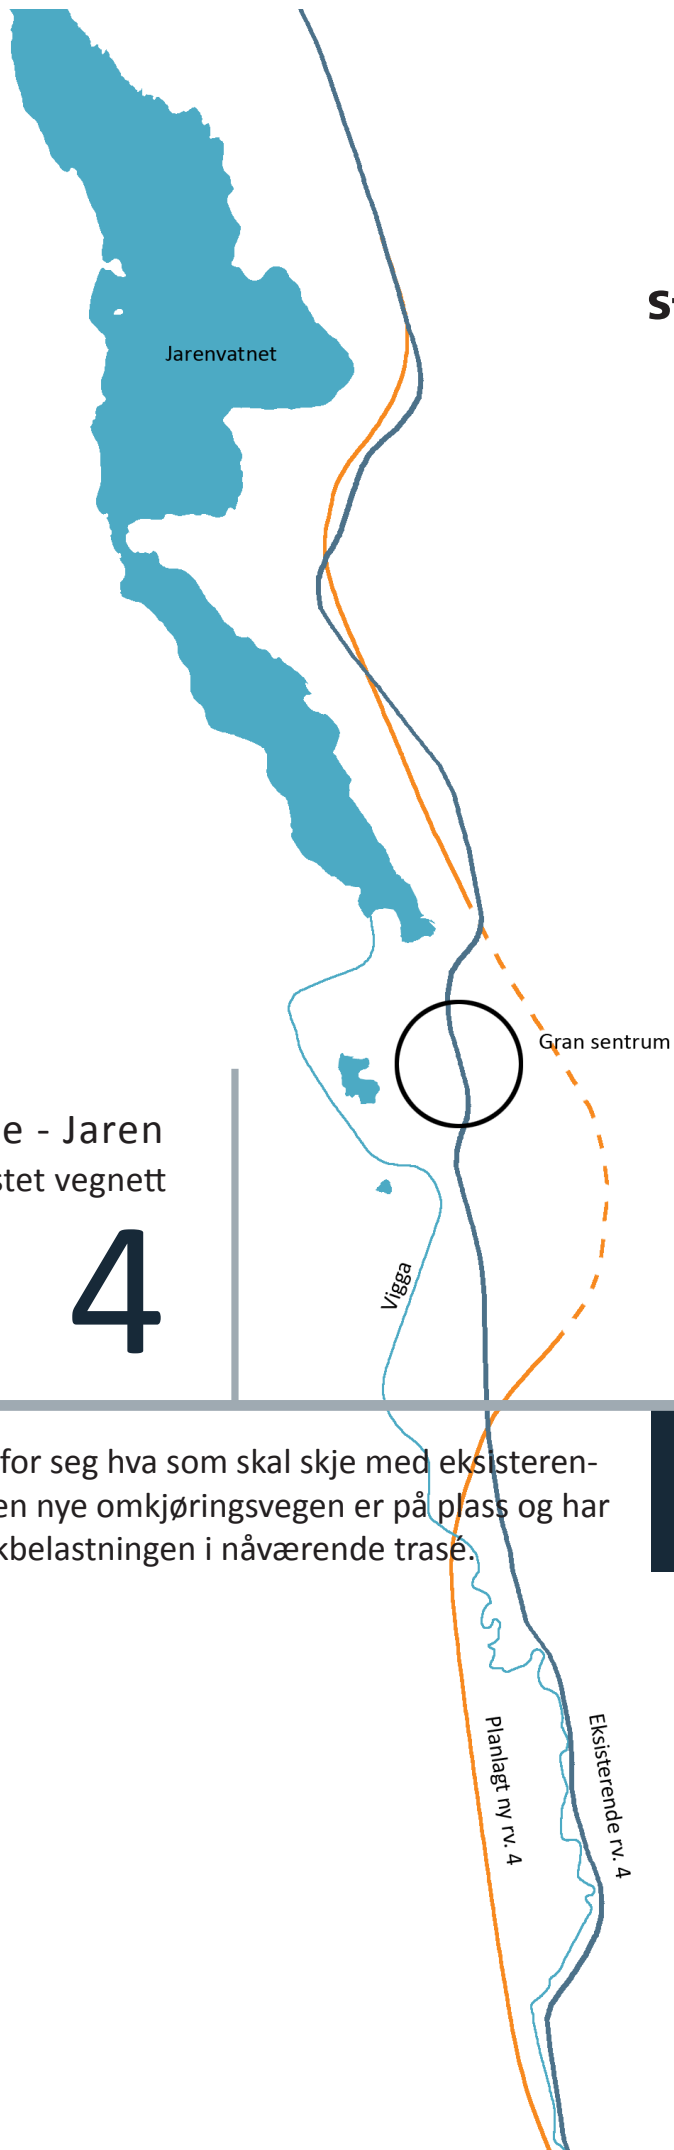 St
Jarenvatnet
Gran sentrum
e - Jaren
stet vegnett
4
Vigga
for seg hva som skal skje med eksisteren-
en nye omkjøringsvegen er på plass og har
kbelastningen i nåværende trasé.
Planlagt ny rv. 4
Eksisterende rv. 4